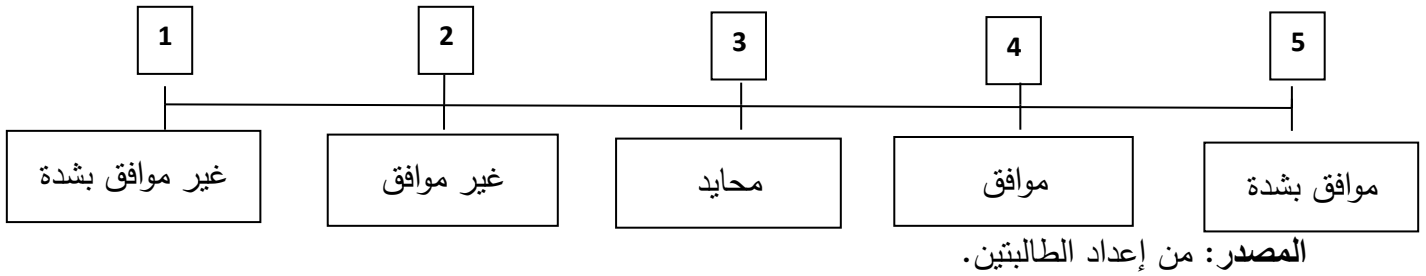 1 2 3 4 5
غير موافق بشدة غير موافق محايد موافق موافق بشدة
المصدر: من إعداد الطالبتين.